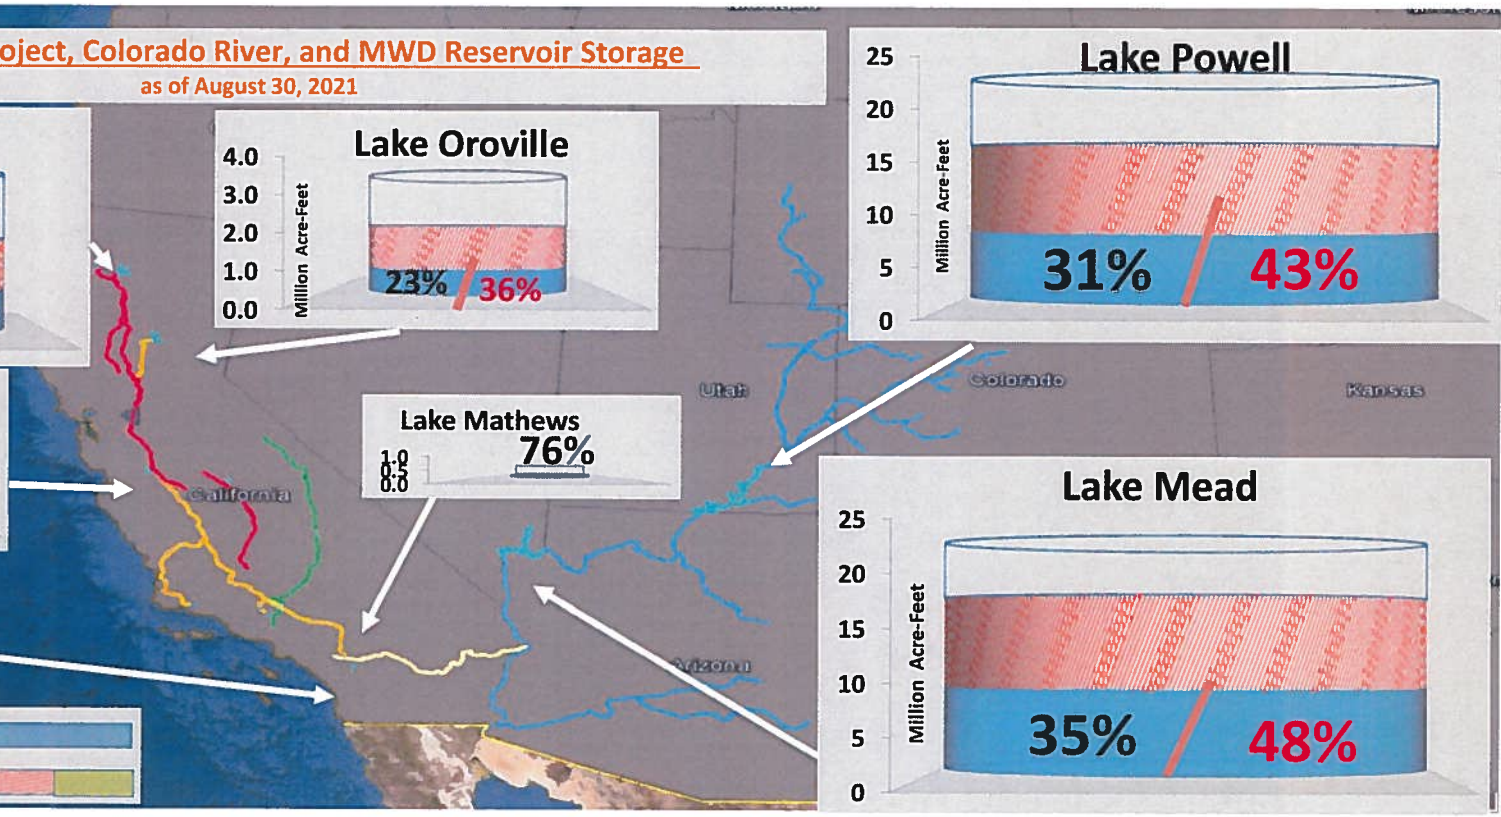 oject, Colorado River, and MWD Reservoir Storage
as of August 30, 2021
Lake Powell
25
20
15
10
5
0
Million Acre-Feet
31%
43%
Lake Oroville
4.0
3.0
2.0
1.0
0.0
Million Acre-Feet
23%
36%
Utah
Colorado
Kansas
Lake Mathews
76%
1.0
0.5
0.0
California
Arizona
Lake Mead
25
20
15
10
5
0
Million Acre-Feet
35%
48%